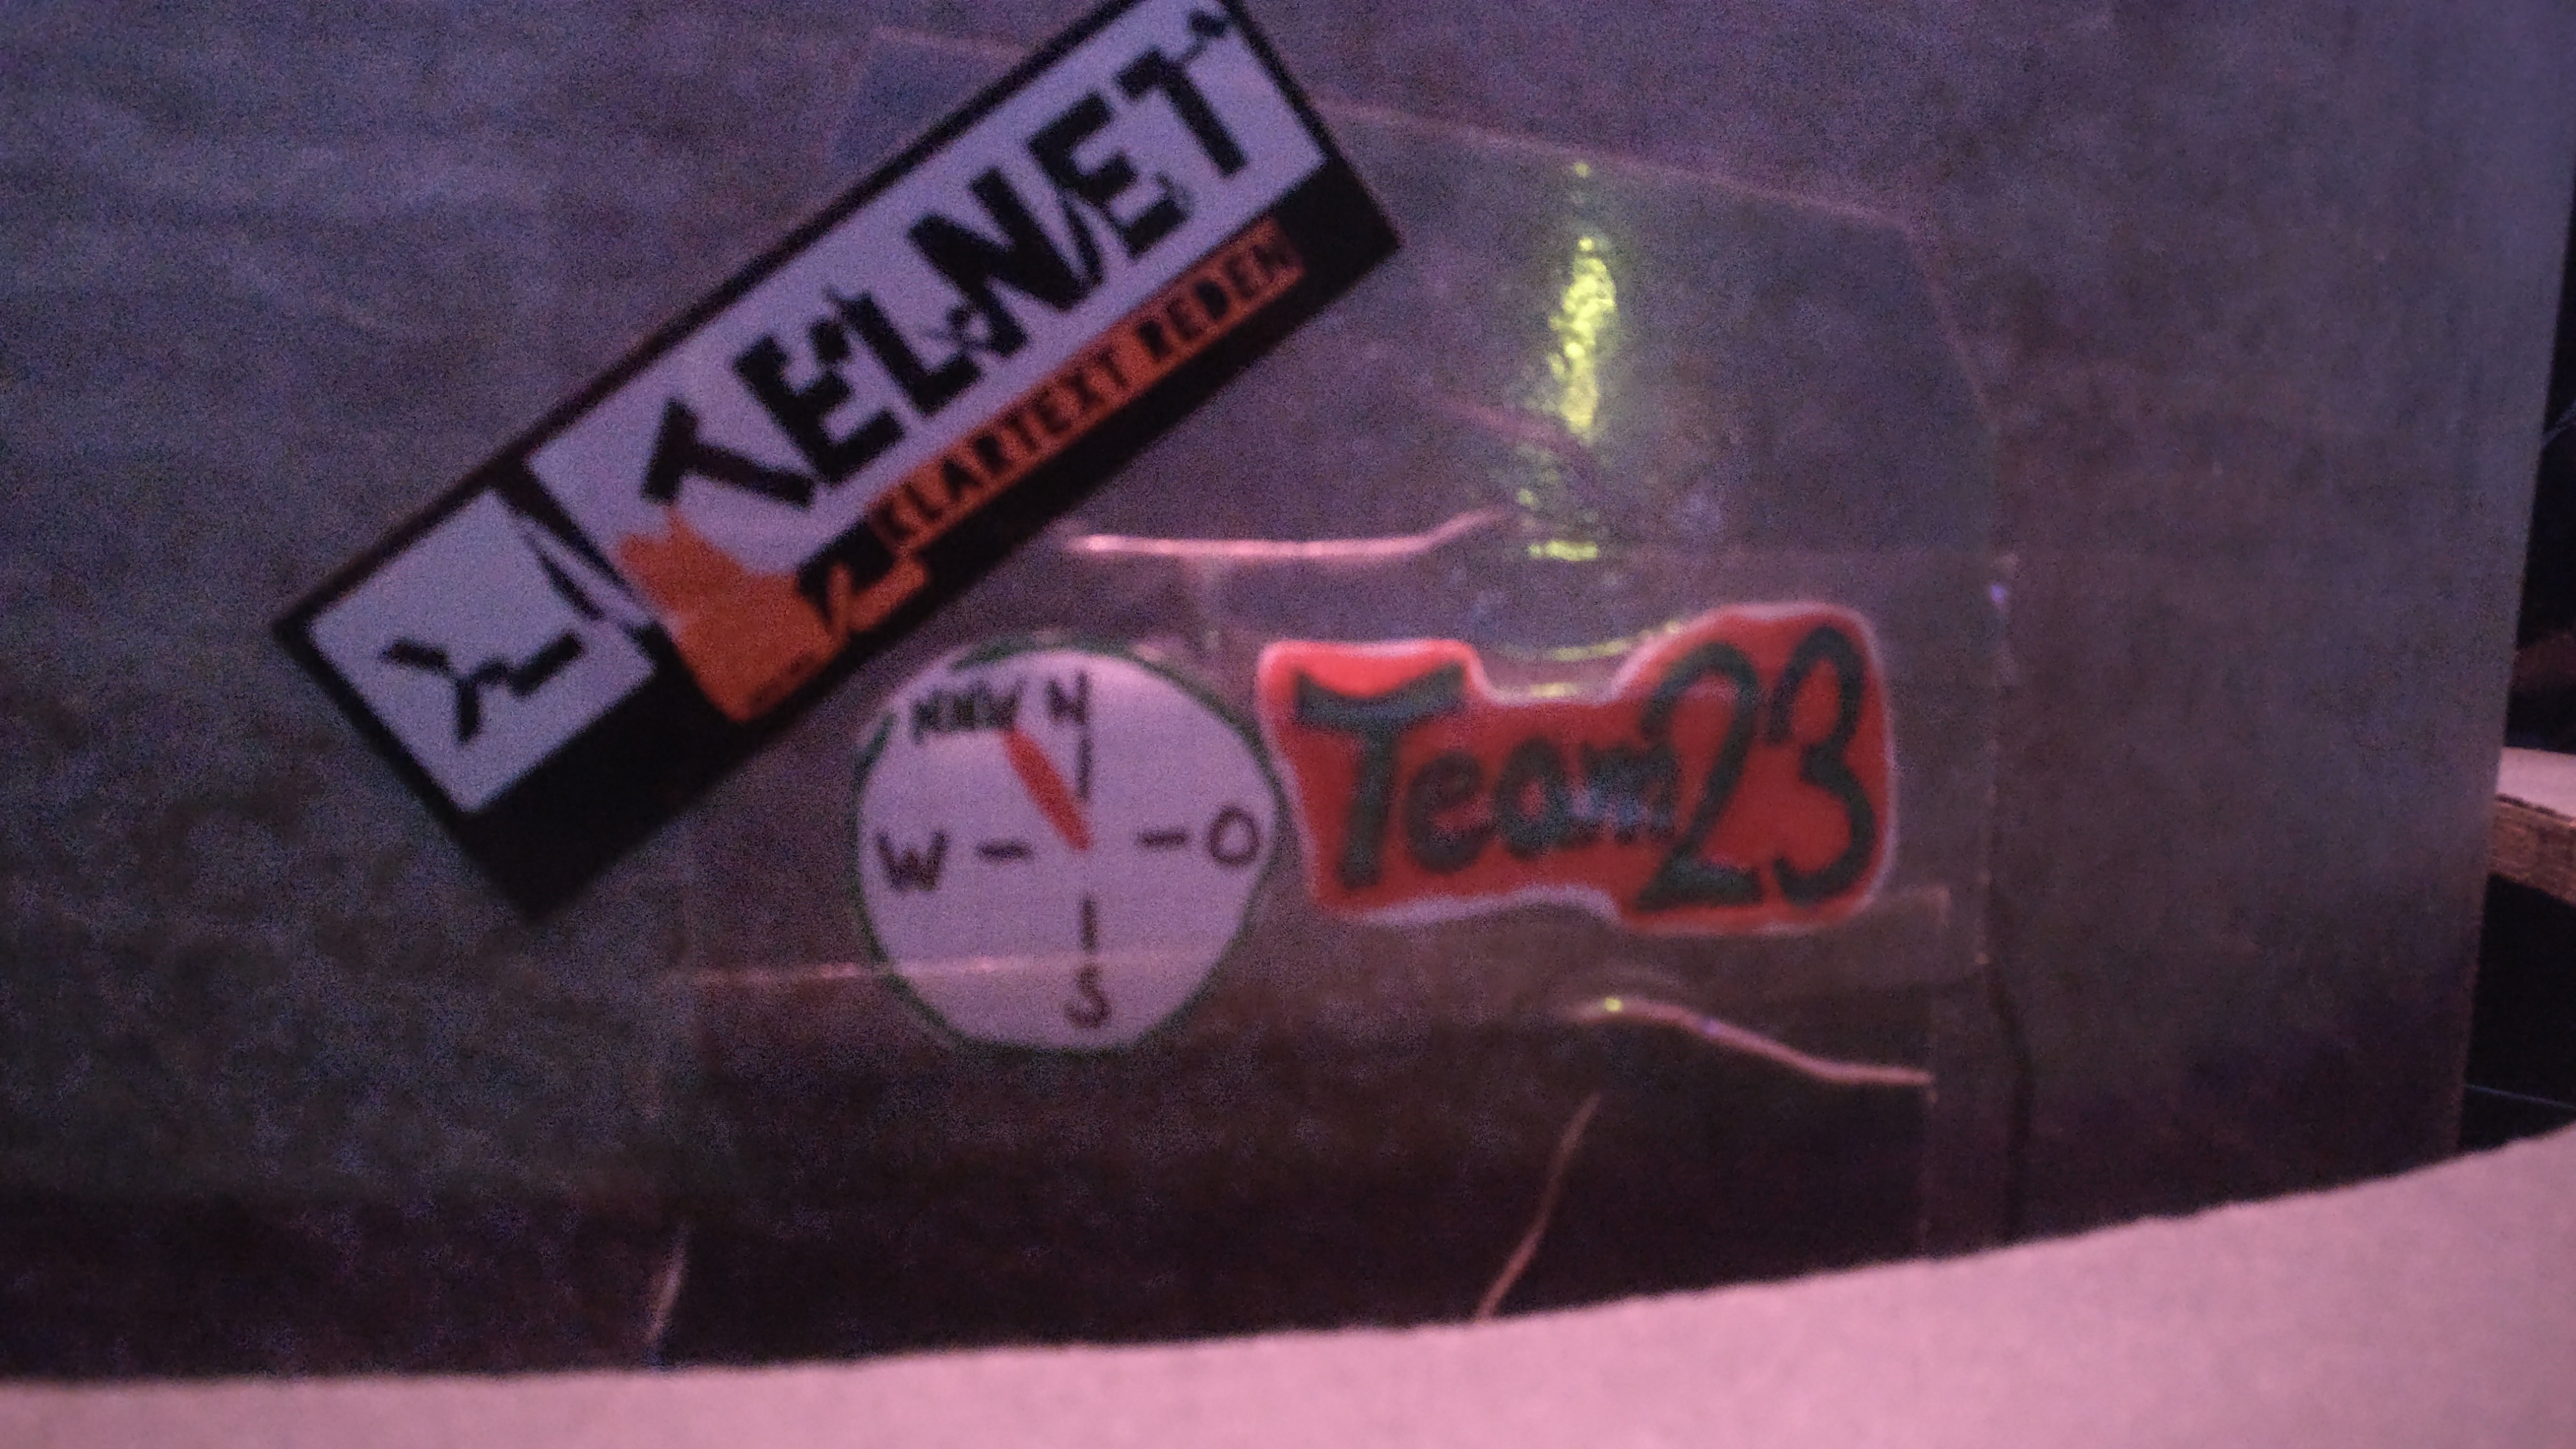 TELNET
KLARTEXT REDEN
NNW N
W - - O
S
Team23